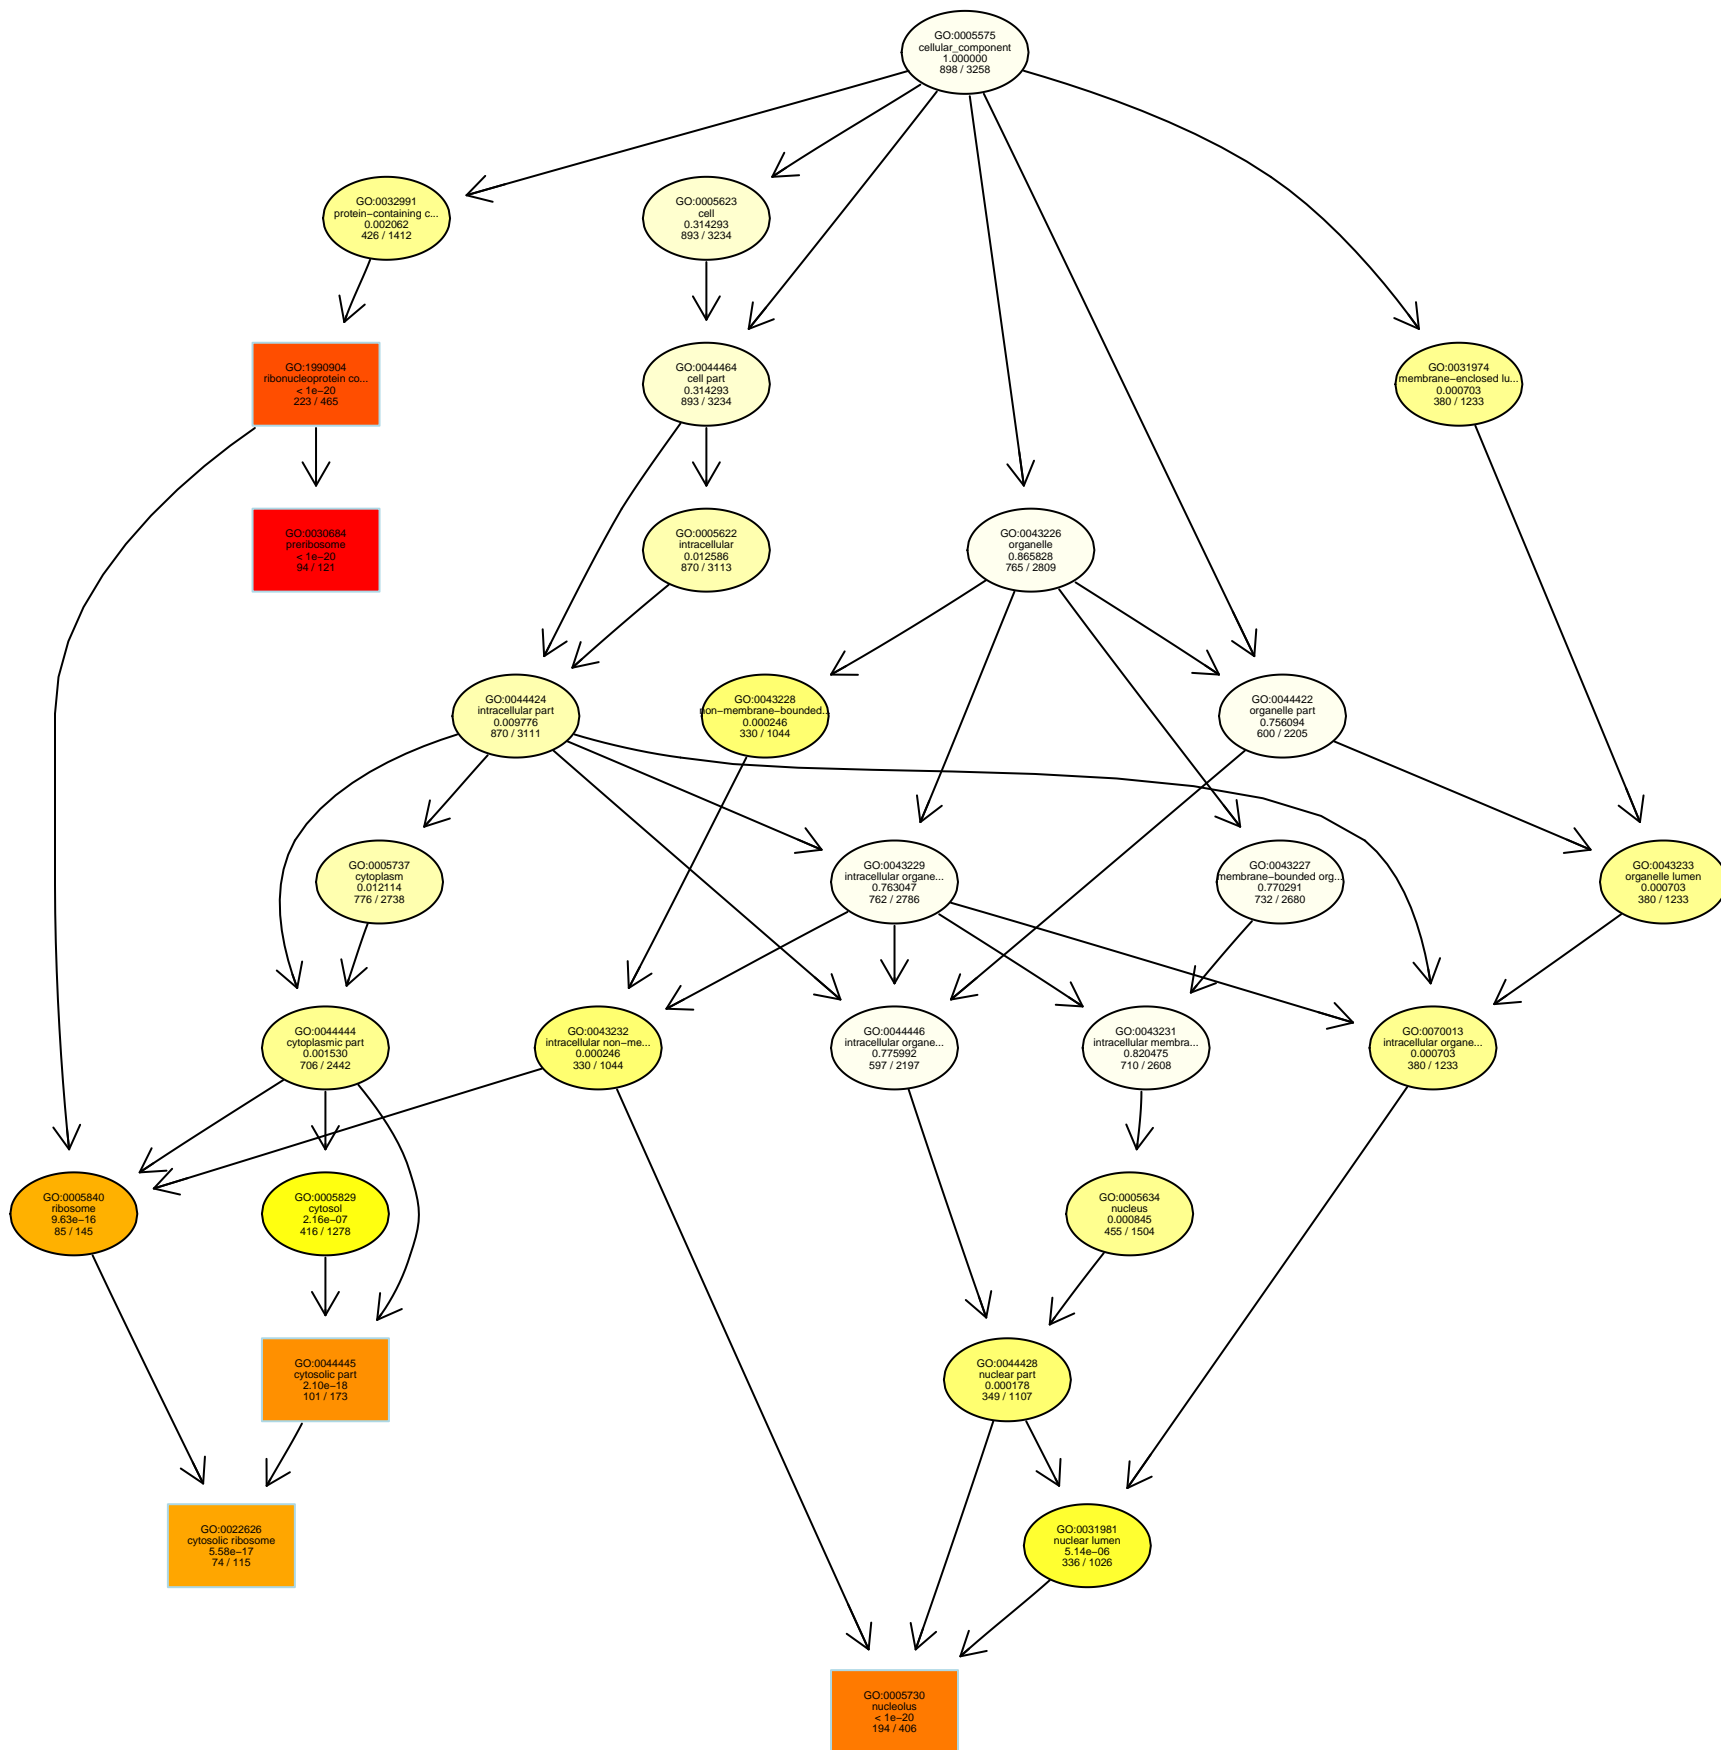 GO:0005575
cellular_component
1.000000
898 / 3258
GO:0032991
protein−containing c...
0.002062
426 / 1412
GO:0005623
cell
0.314293
893 / 3234
GO:1990904
ribonucleoprotein co...
< 1e−20
223 / 465
GO:0044464
cell part
0.314293
893 / 3234
GO:0031974
membrane−enclosed lu...
0.000703
380 / 1233
GO:0030684
preribosome
< 1e−20
94 / 121
GO:0005622
intracellular
0.012586
870 / 3113
GO:0043226
organelle
0.865828
765 / 2809
GO:0044424
intracellular part
0.009776
870 / 3111
GO:0043228
non−membrane−bounded...
0.000246
330 / 1044
GO:0044422
organelle part
0.756094
600 / 2205
GO:0005737
cytoplasm
0.012114
776 / 2738
GO:0043229
intracellular organe...
0.763047
762 / 2786
GO:0043227
membrane−bounded org...
0.770291
732 / 2680
GO:0043233
organelle lumen
0.000703
380 / 1233
GO:0044444
cytoplasmic part
0.001530
706 / 2442
GO:0043232
intracellular non−me...
0.000246
330 / 1044
GO:0044446
intracellular organe...
0.775992
597 / 2197
GO:0043231
intracellular membra...
0.820475
710 / 2608
GO:0070013
intracellular organe...
0.000703
380 / 1233
GO:0005840
ribosome
9.63e−16
85 / 145
GO:0005829
cytosol
2.16e−07
416 / 1278
GO:0005634
nucleus
0.000845
455 / 1504
GO:0044445
cytosolic part
2.10e−18
101 / 173
GO:0044428
nuclear part
0.000178
349 / 1107
GO:0022626
cytosolic ribosome
5.58e−17
74 / 115
GO:0031981
nuclear lumen
5.14e−06
336 / 1026
GO:0005730
nucleolus
< 1e−20
194 / 406